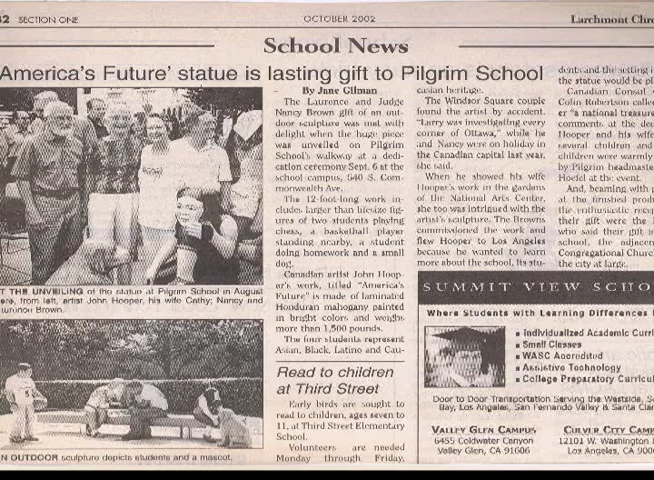 32 SECTION ONE
OCTOBER 2002
Larchmont Chro
School News
America's Future' statue is lasting gift to Pilgrim School
T THE UNVEILING of the statue at Pilgrim School in August
ere, from left, artist John Hooper, his wife Cathy; Nancy and
aurence Brown.
N OUTDOOR sculpture depicts students and a mascot.
By Jane Gilman
The Laurence and Judge
Nancy Brown gift of an out-
door sculpture was met with
delight when the huge piece
was unveiled on Pilgrim
School's walkway at a dedi-
cation ceremony Sept. 6 at the
school campus, 540 S. Com-
monwealth Ave.
The 12-foot-long work in-
cludes larger than lifesize fig-
ures of two students playing
chess, a basketball player
standing nearby, a student
doing homework and a small
dog.
Canadian artist John Hoop-
er's work, titled "America's
Future" is made of laminated
Honduran mahogany painted
in bright colors and weighs
more than 1,500 pounds.
The four students represent
Asian, Black, Latino and Cau-
casian heritage.
The Windsor Square couple
found the artist by accident.
"Larry was investigating every
corner of Ottawa," while he
and Nancy were on holiday in
the Canadian capital last year,
she said.
When he showed his wife
Hooper's work in the gardens
of the National Arts Center,
she too was intrigued with the
artist's sculpture. The Browns
commissioned the work and
flew Hooper to Los Angeles
because he wanted to learn
more about the school, its stu-
dents and the setting i
the statue would be pl
Canadian Consul
Colin Robertson calle
er "a national treasure
comments at the ded
Hooper and his wife
several children and
children were warmly
by Pilgrim headmaste
Hoefel at the event.
And, beaming with p
at the finished prod
the enthusiastic recep
their gift were the
who said their gift i
school, the adjacen
Congregational Churc
the city at large.
Read to children
at Third Street
Early birds are sought to
read to children, ages seven to
11, at Third Street Elementary
School.
Volunteers are needed
Monday through Friday,
SUMMIT VIEW SCHO
Where Students with Learning Differences
Individualized Academic Curri
Small Classes
WASC Accredited
Assistive Technology
College Preparatory Curricul
Door to Door Transportation Serving the Westside, So
Bay, Los Angeles, San Fernando Valley & Santa Clar
VALLEY GLEN CAMPUS
6455 Coldwater Canyon
Valley Glen, CA 91606
CULVER CITY CAMP
12101 W. Washington
Los Angeles, CA 900